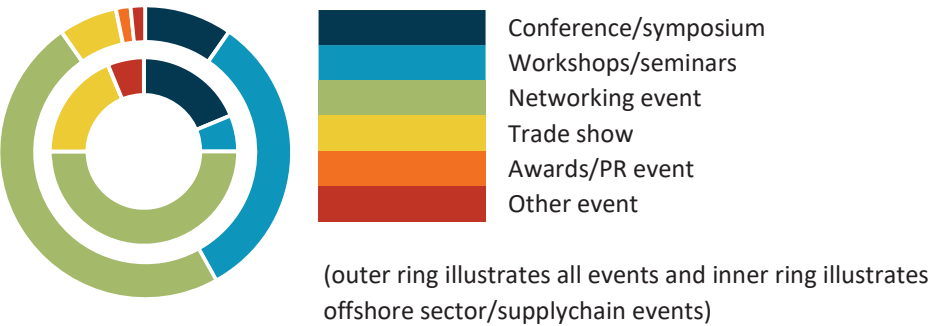 Conference/symposium
Workshops/seminars
Networking event
Trade show
Awards/PR event
Other event
(outer ring illustrates all events and inner ring illustrates
offshore sector/supplychain events)